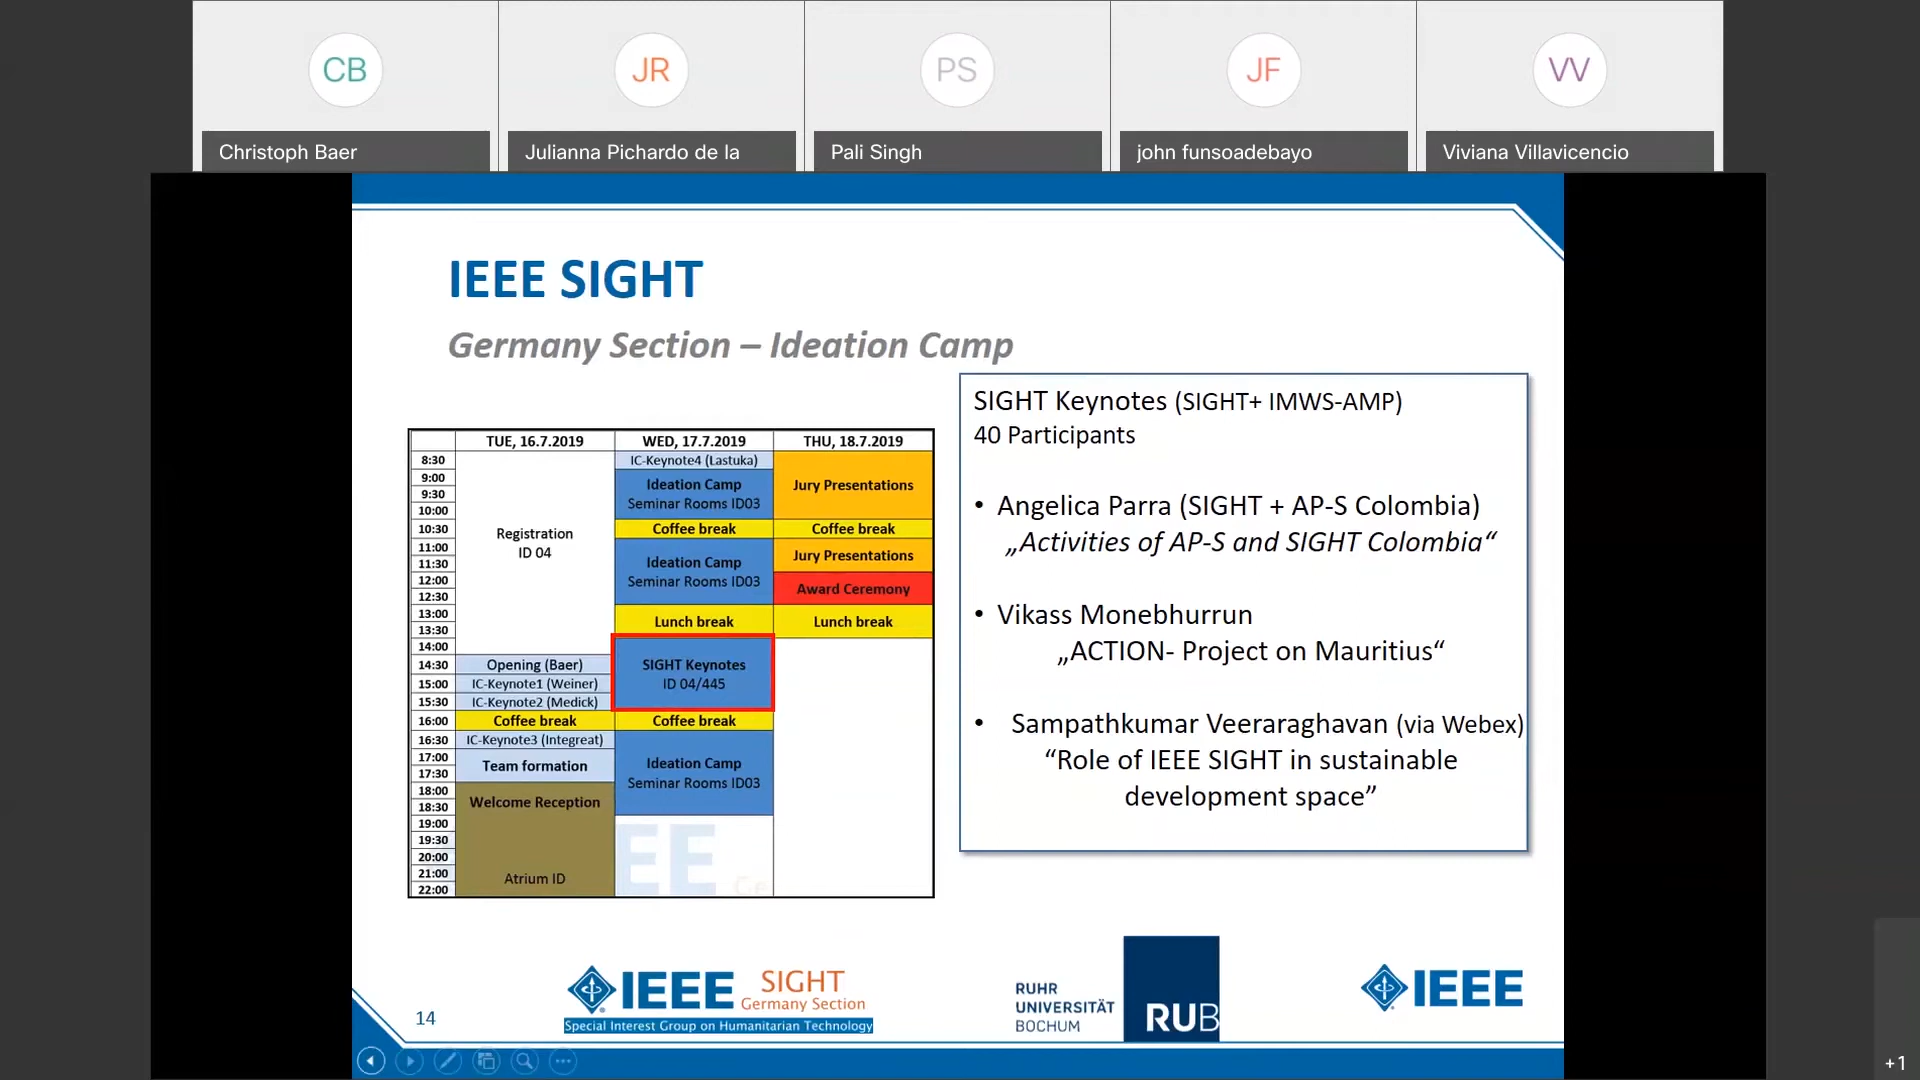 CB
JR
PS
JF
VV
Christoph Baer
Julianna Pichardo de la
Pali Singh
john funsoadebayo
Viviana Villavicencio
IEEE SIGHT
Germany Section – Ideation Camp
TUE, 16.7.2019 WED, 17.7.2019 THU, 18.7.2019
8:30
9:00
9:30
10:00
10:30
11:00
11:30
12:00
12:30
13:00
13:30
14:00
14:30
15:00
15:30
16:00
16:30
17:00
17:30
18:00
18:30
19:00
19:30
20:00
21:00
22:00
Registration
ID 04
Opening (Baer)
IC-Keynote1 (Weiner)
IC-Keynote2 (Medick)
Coffee break
IC-Keynote3 (Integreat)
Team formation
Welcome Reception
Atrium ID
IC-Keynote4 (Lastuka)
Ideation Camp
Seminar Rooms ID03
Coffee break
Ideation Camp
Seminar Rooms ID03
Lunch break
SIGHT Keynotes
ID 04/445
Coffee break
Ideation Camp
Seminar Rooms ID03
EE
Ge
Jury Presentations
Coffee break
Jury Presentations
Award Ceremony
Lunch break
SIGHT Keynotes (SIGHT+ IMWS-AMP)
40 Participants
• Angelica Parra (SIGHT + AP-S Colombia)
„Activities of AP-S and SIGHT Colombia“
• Vikass Monebhurrun
„ACTION- Project on Mauritius“
• Sampathkumar Veeraraghavan (via Webex)
“Role of IEEE SIGHT in sustainable
development space”
14
IEEE SIGHT
Germany Section
Special Interest Group on Humanitarian Technology
RUHR
UNIVERSITÄT
BOCHUM
RUB
IEEE
+1